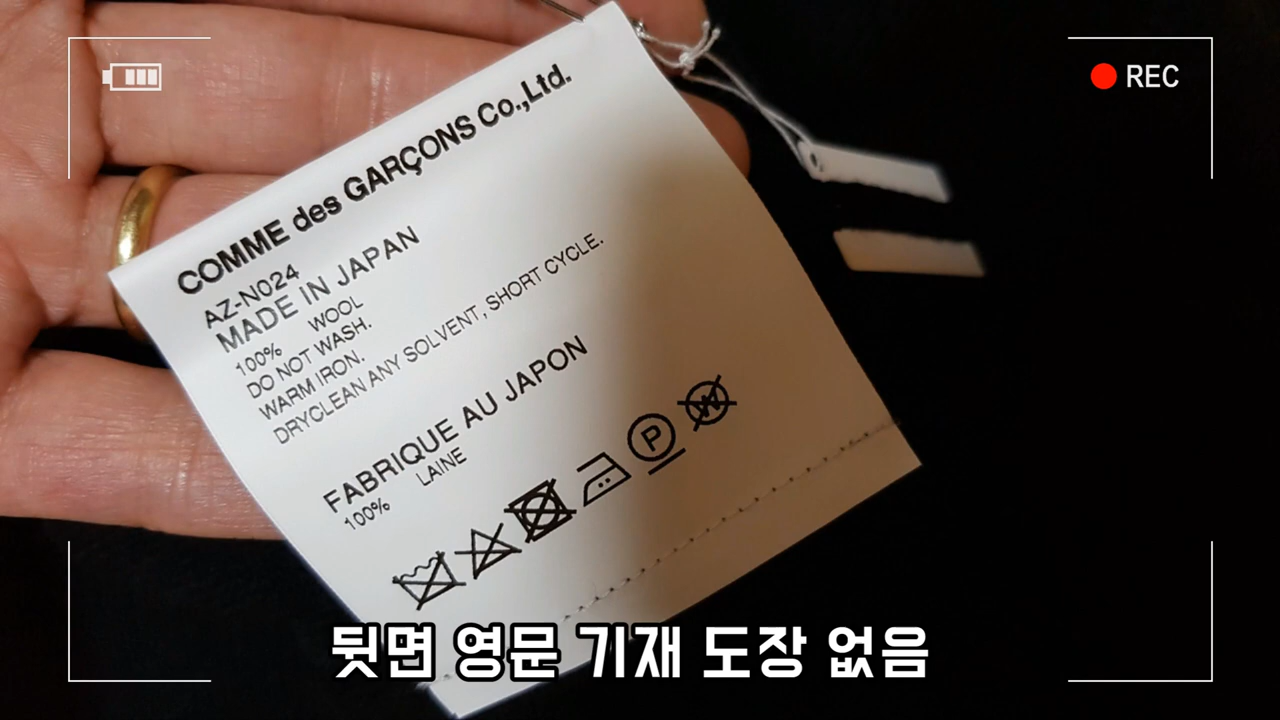 REC
COMME des GARÇONS Co.,Ltd.
AZ-N024
MADE IN JAPAN
100% WOOL
DO NOT WASH.
WARM IRON.
DRYCLEAN ANY SOLVENT, SHORT CYCLE.
FABRIQUE AU JAPON
100% LAINE
P W
뒷면 영문 기재 도장 없음